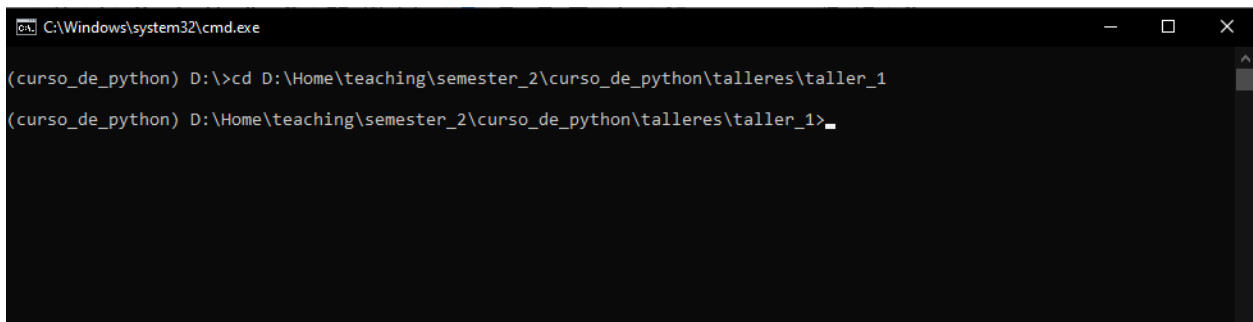 C:\Windows\system32\cmd.exe
(curso_de_python) D:\>cd D:\Home\teaching\semester_2\curso_de_python\talleres\taller_1
(curso_de_python) D:\Home\teaching\semester_2\curso_de_python\talleres\taller_1>